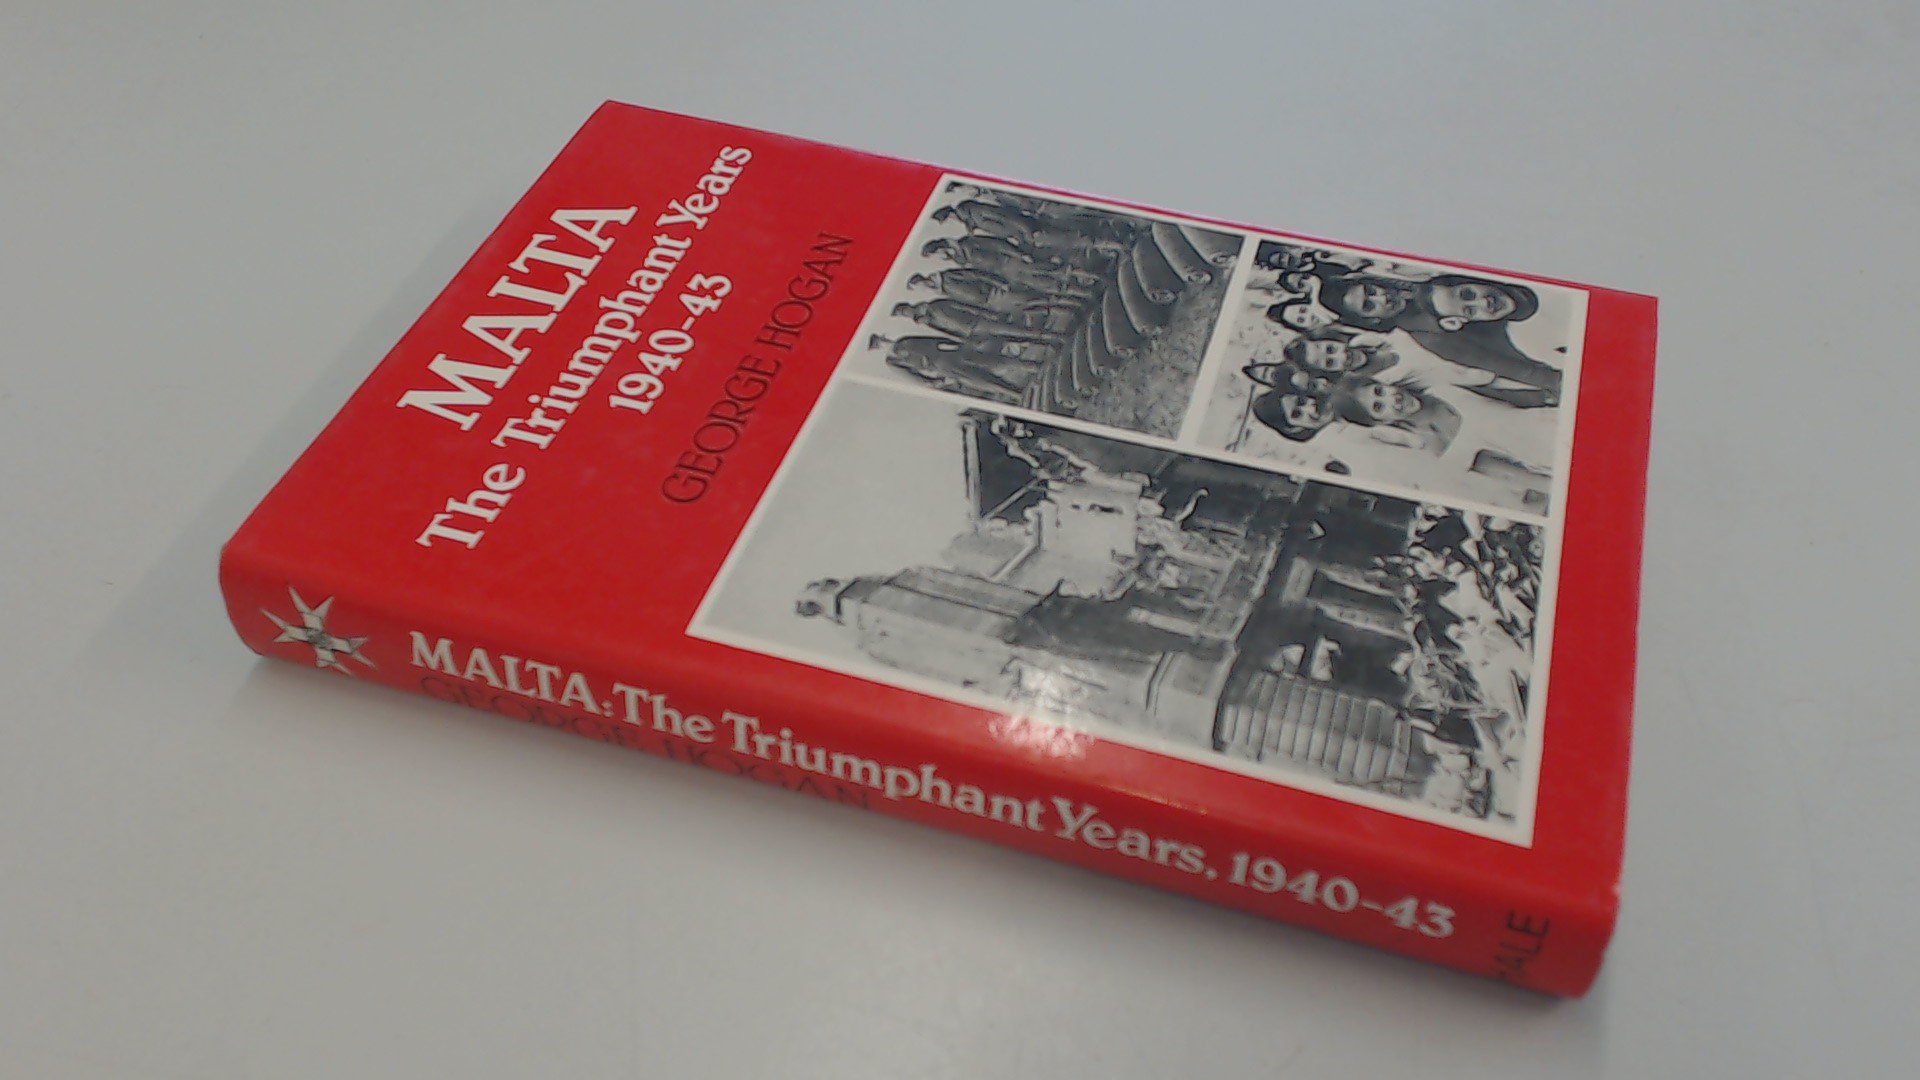 MALTA
The Triumphant Years
1940-43
GEORGE HOGAN
MALTA: The Triumphant Years, 1940-43
GEORGE HOGAN